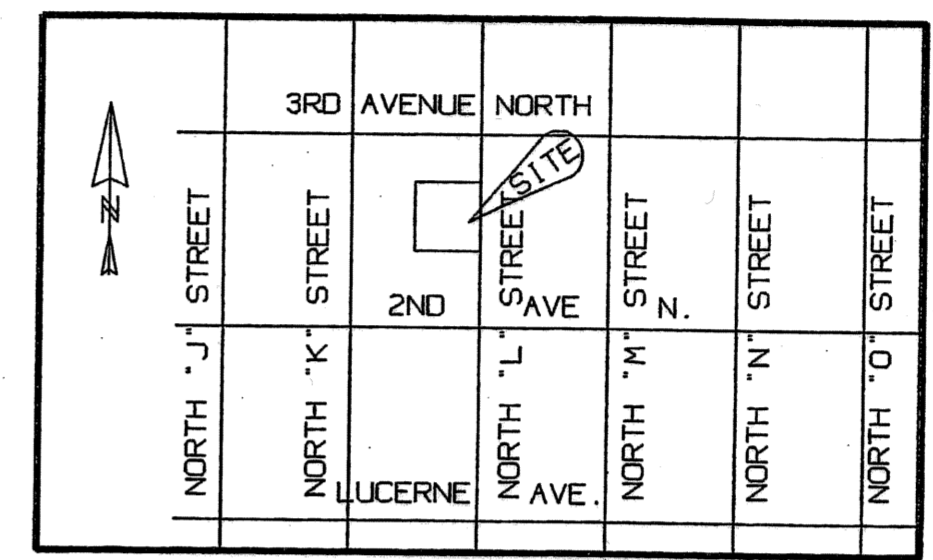 3RD AVENUE NORTH
SITE
N
2ND AVE N.
NORTH "J" STREET
NORTH "K" STREET
NORTH "L" STREET
NORTH "M" STREET
NORTH "N" STREET
NORTH "O" STREET
LUCERNE AVE.